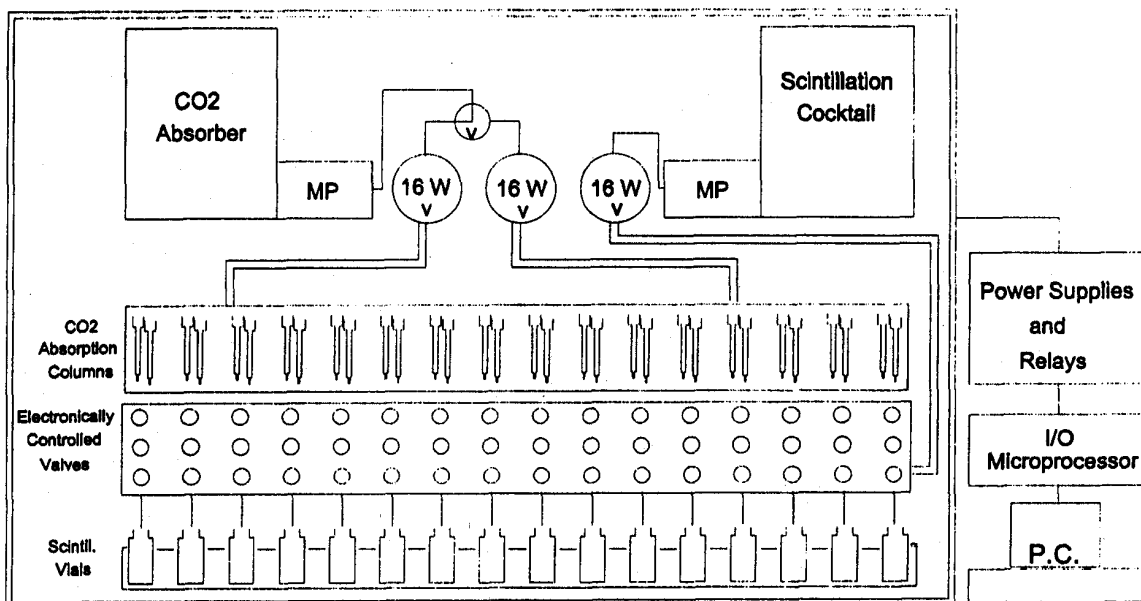 CO2
Absorber
MP
V
16 W
V
16 W
V
16 W
V
MP
Scintillation
Cocktail
CO2
Absorption
Columns
Electronically
Controlled
Valves
Scintil.
Vials
Power Supplies
and
Relays
I/O
Microprocessor
P.C.